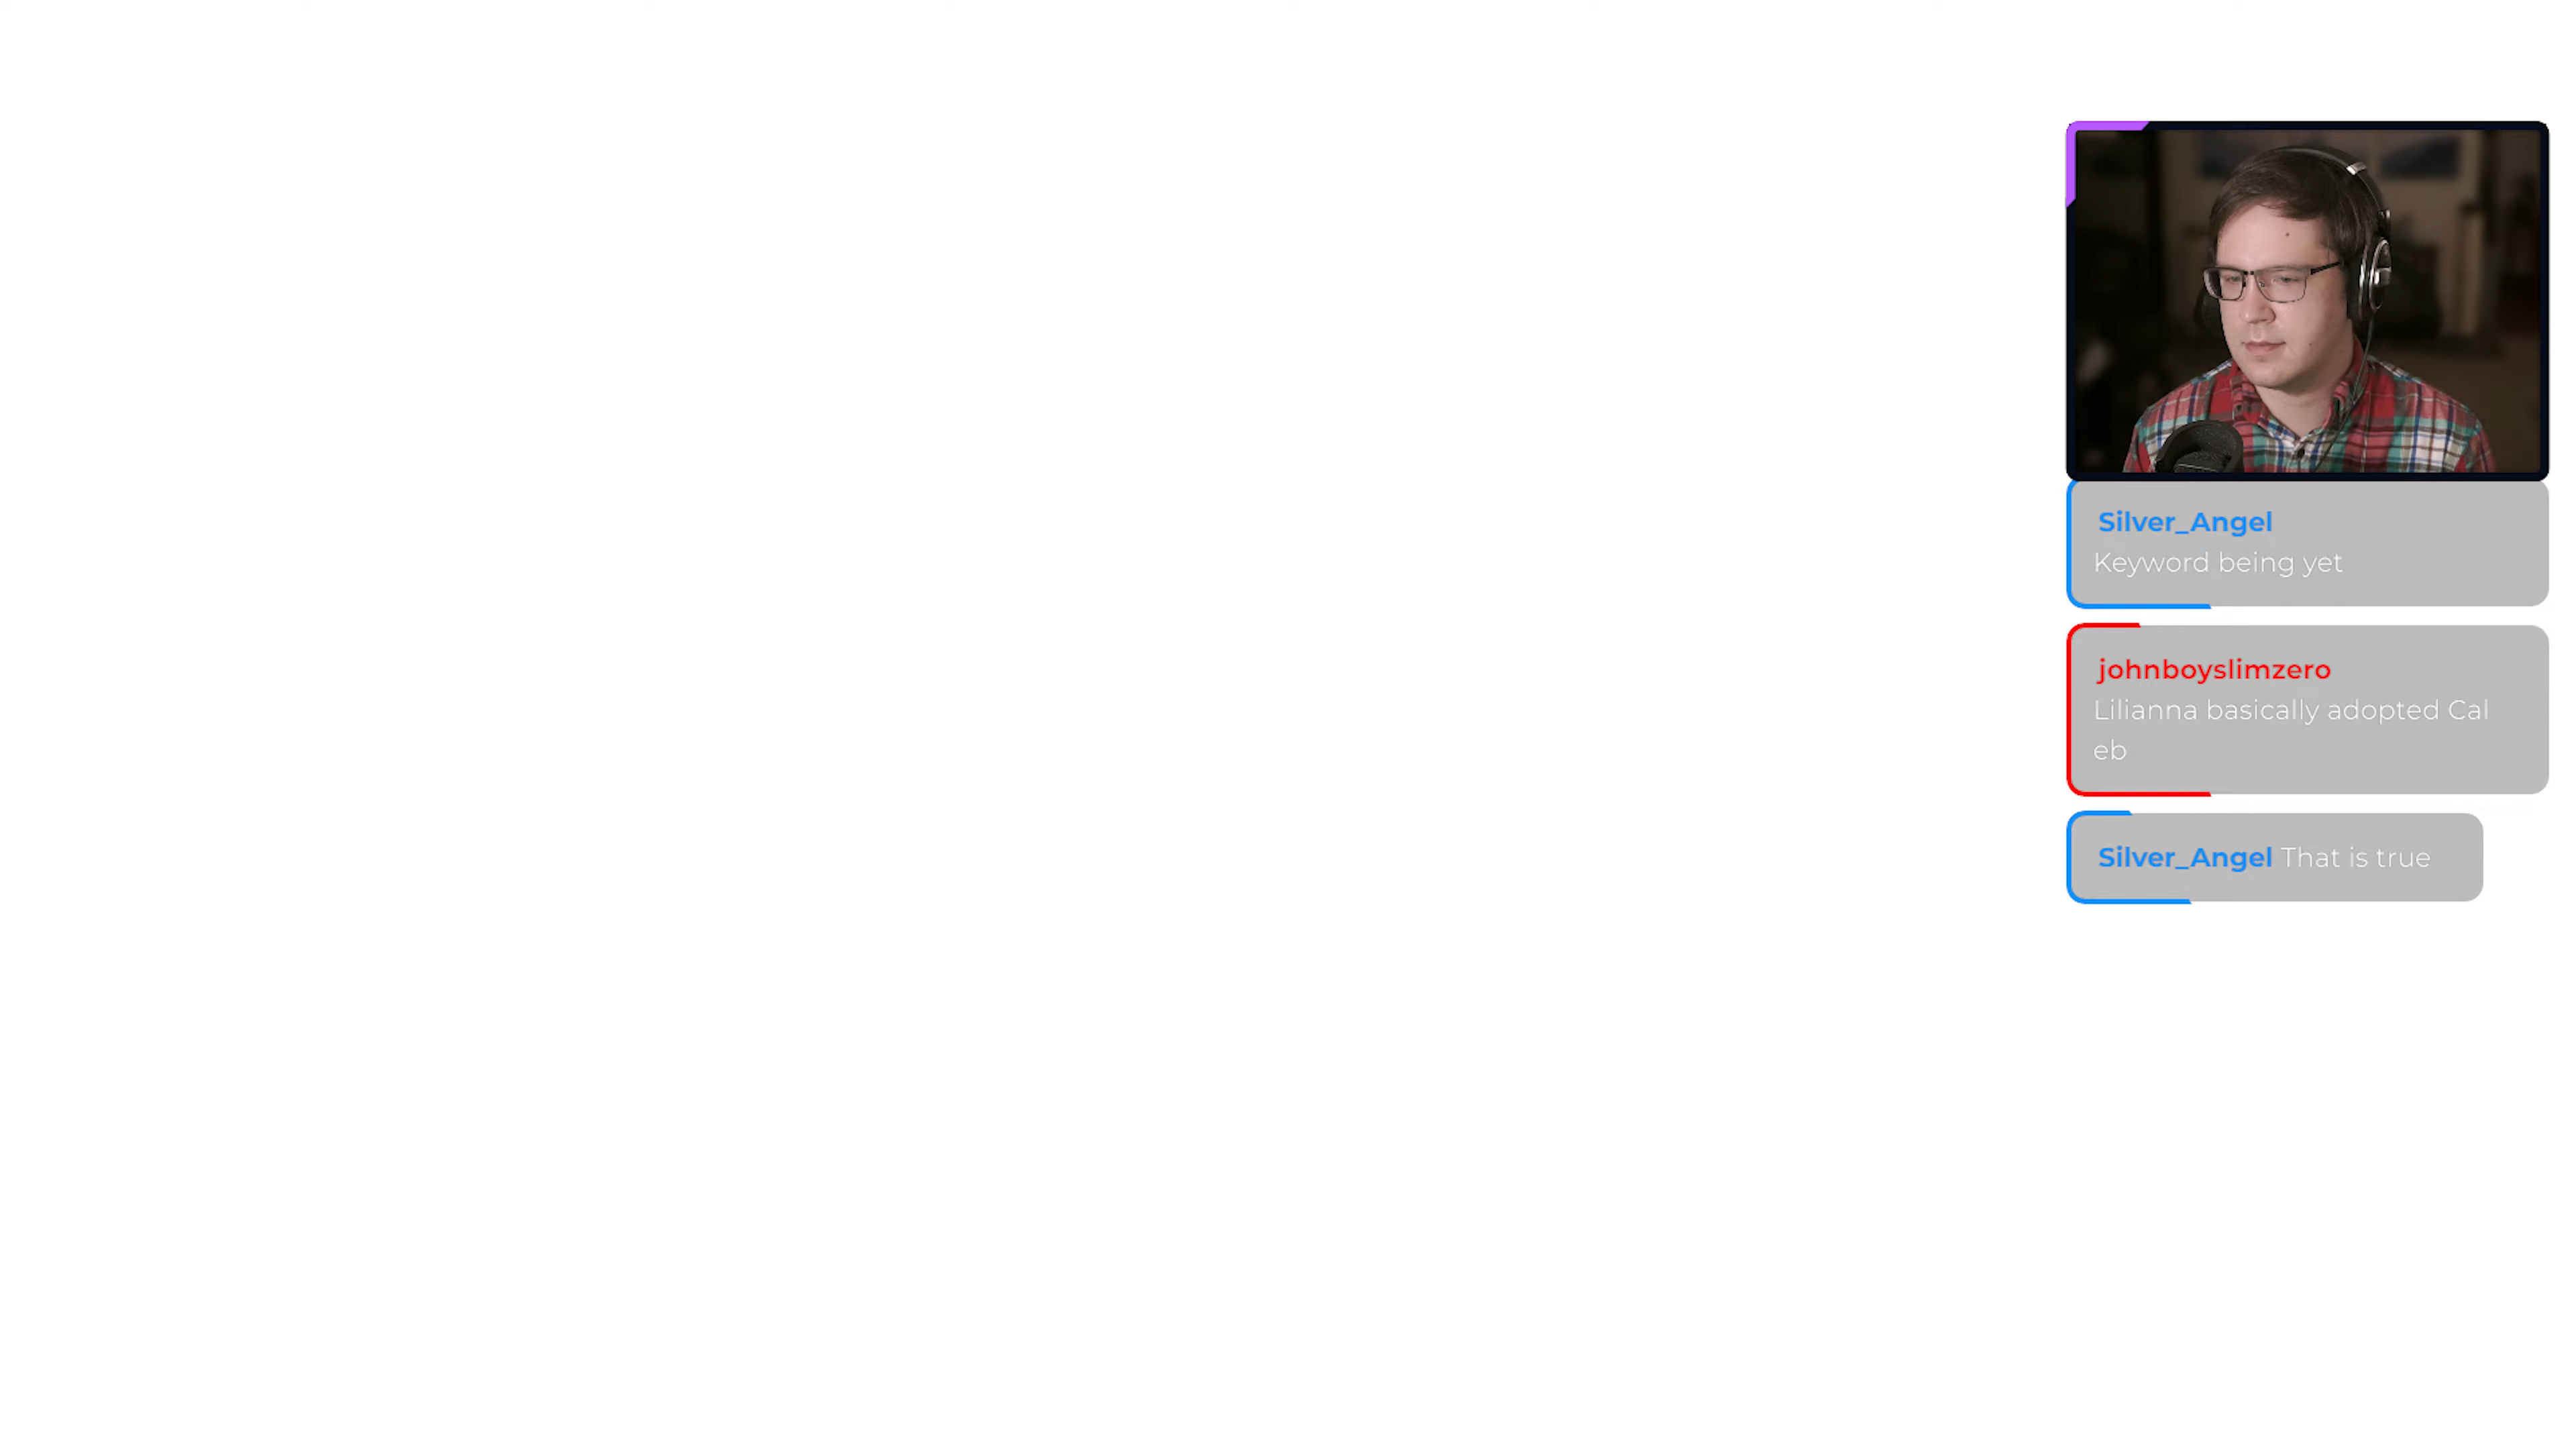 Silver_Angel
Keyword being yet
johnboyslimzero
Lilianna basically adopted Cal
eb
Silver_Angel That is true